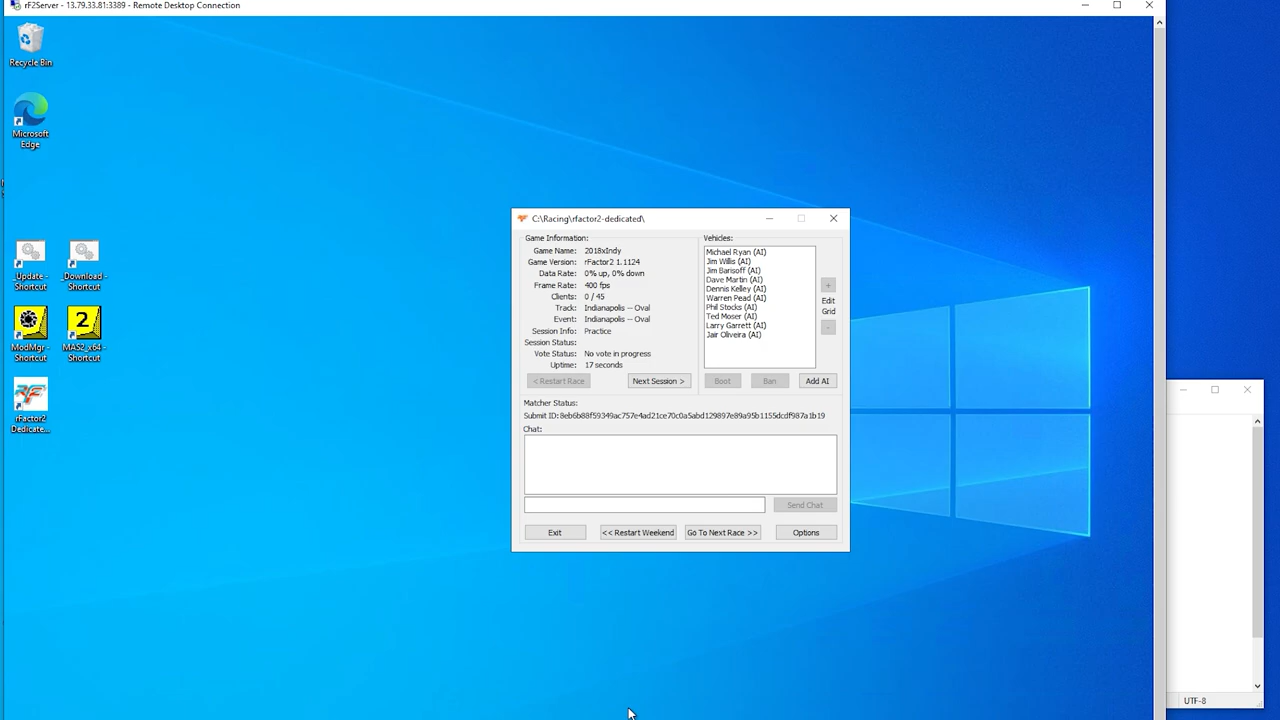 rF2Server - 13.79.33.81:3389 - Remote Desktop Connection
Recycle Bin
Microsoft
Edge
_Update -
Shortcut
_Download -
Shortcut
ModMgr -
Shortcut
2
MAS2_x64 -
Shortcut
rFactor2
Dedicate...
C:\Racing\rfactor2-dedicated\
Game Information:
Game Name: 2018xIndy
Game Version: rFactor2 1.1124
Data Rate: 0% up, 0% down
Frame Rate: 400 fps
Clients: 0 / 45
Track: Indianapolis -- Oval
Event: Indianapolis -- Oval
Session Info: Practice
Session Status:
Vote Status: No vote in progress
Uptime: 17 seconds
< Restart Race
Next Session >
Vehicles:
Michael Ryan (AI)
Jim Willis (AI)
Jim Barisoff (AI)
Dave Martin (AI)
Dennis Kelley (AI)
Warren Pead (AI)
Phil Stocks (AI)
Ted Moser (AI)
Larry Garrett (AI)
Jair Oliveira (AI)
+
Edit
Grid
-
Boot
Ban
Add AI
Matcher Status:
Submit ID: 8eb6b88f59349ac757e4ad21ce70c0a5abd129897e89a95b1155dcdf987a1b19
Chat:
Send Chat
Exit
<< Restart Weekend
Go To Next Race >>
Options
UTF-8